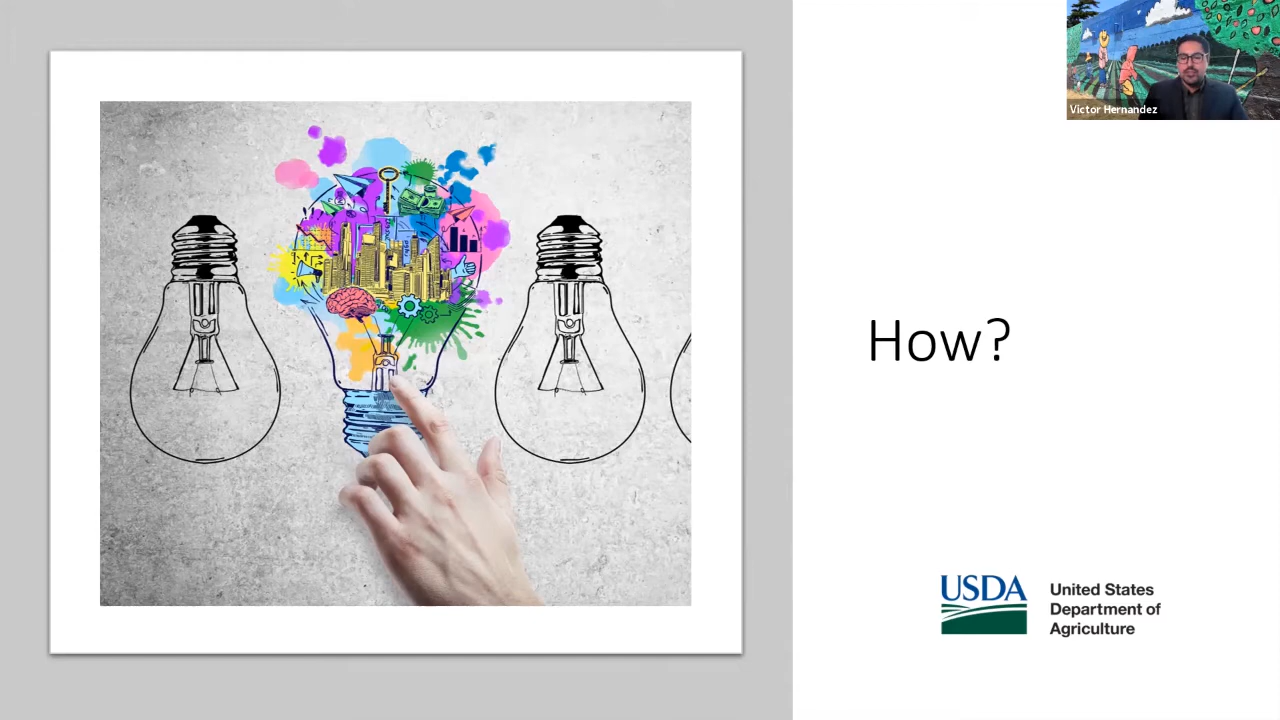 Victor Hernandez
How?
USDA
United States
Department of
Agriculture